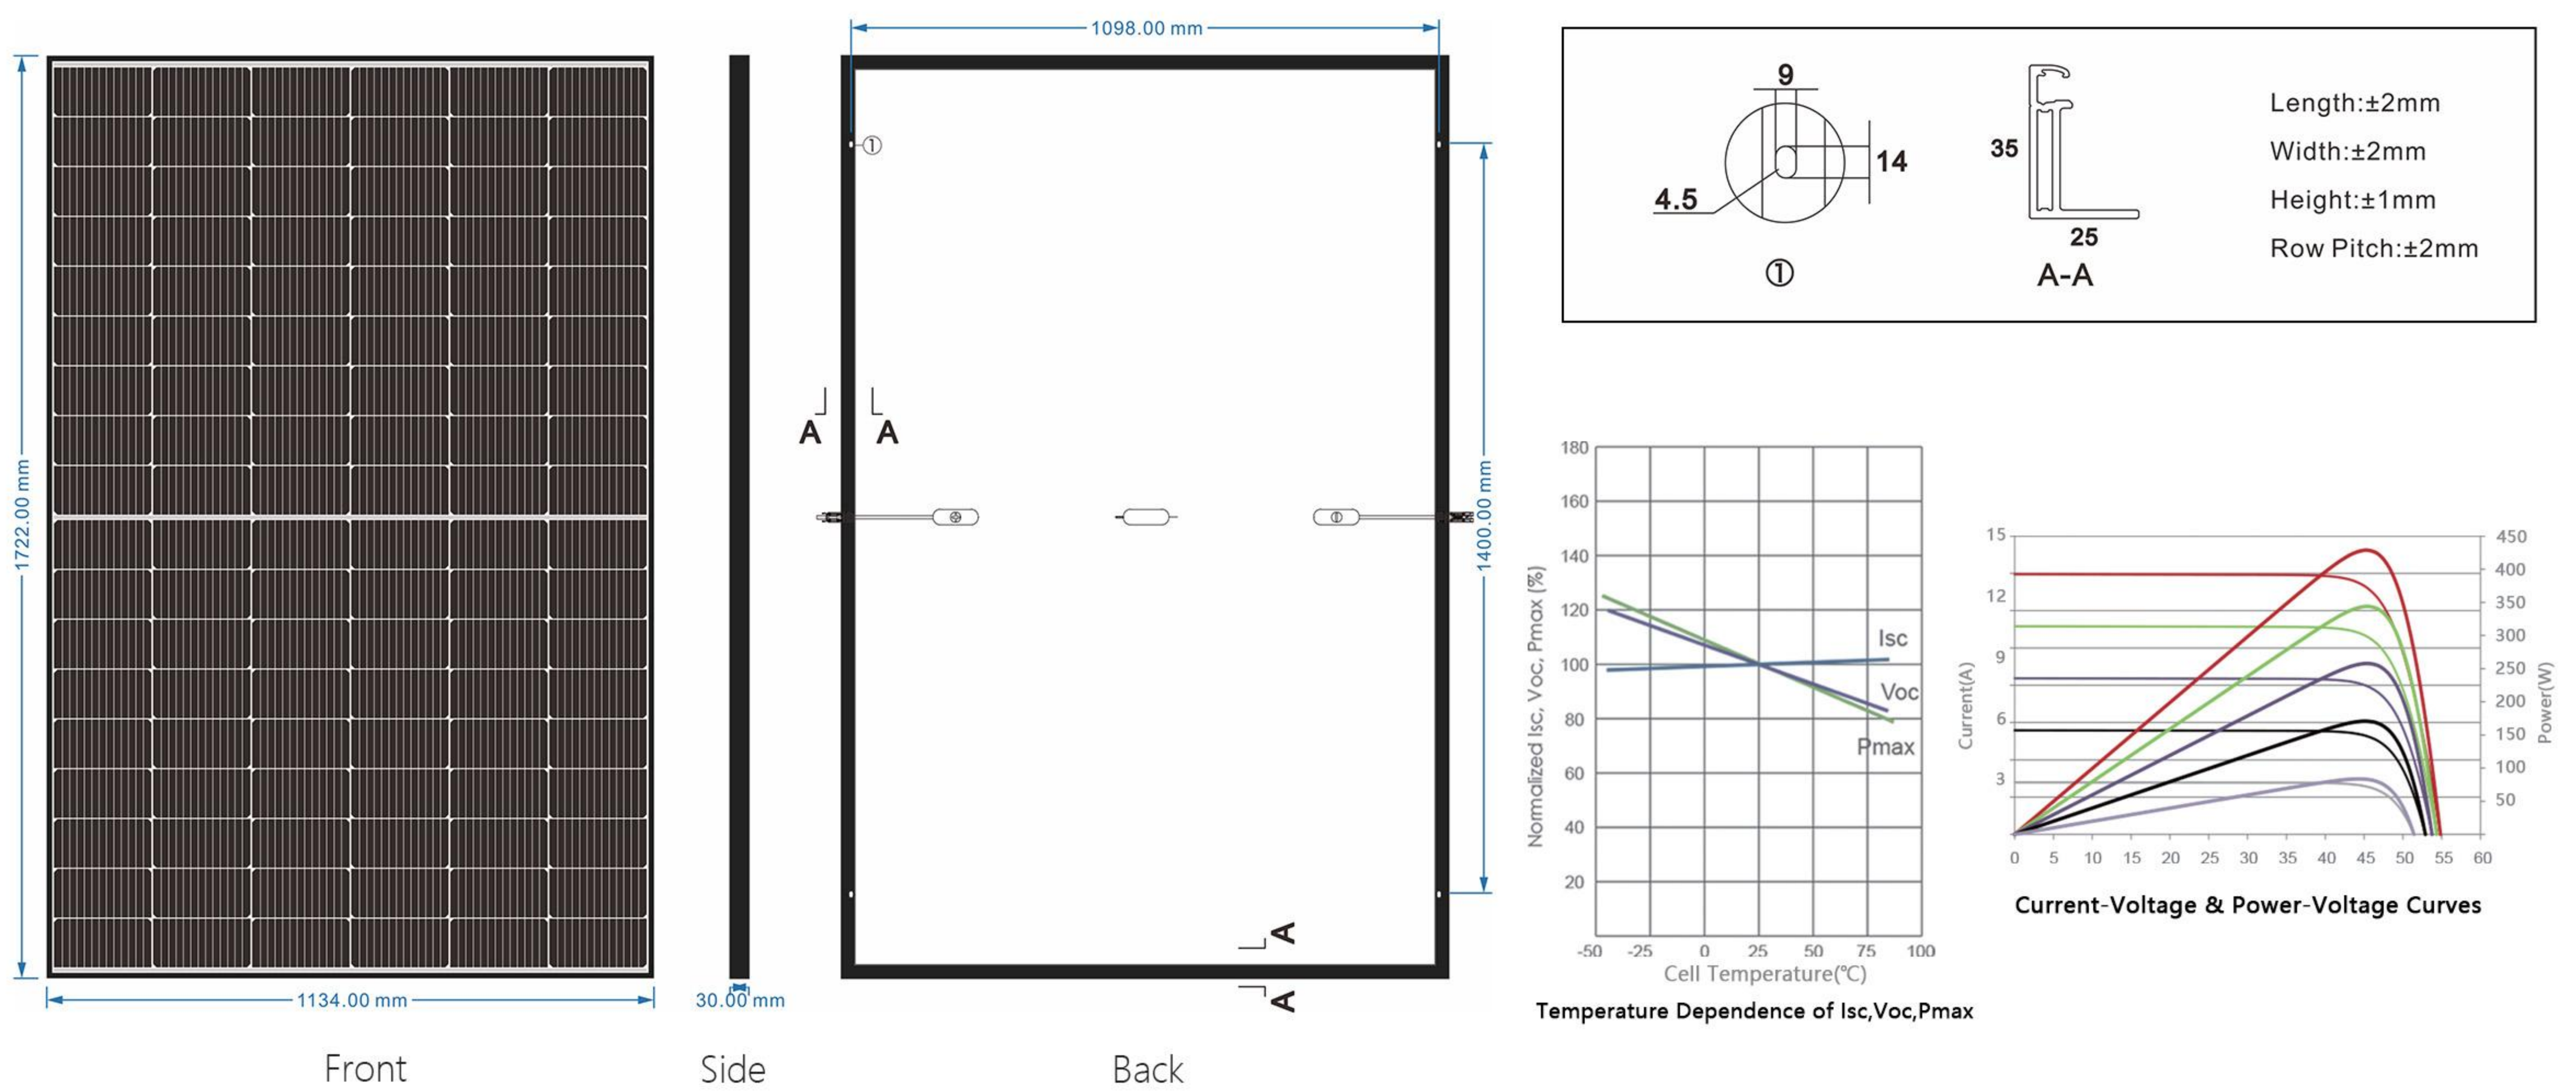 1722.00 mm
1134.00 mm
Front
30.00 mm
Side
1098.00 mm
①
A A
1400.00 mm
A
A
Back
9
14
4.5
①
35
25
A-A
Length:±2mm
Width:±2mm
Height:±1mm
Row Pitch:±2mm
Normalized Isc, Voc, Pmax (%)
180
160
140
120
100
80
60
40
20
Isc
Voc
Pmax
-50 -25 0 25 50 75 100
Cell Temperature(℃)
Temperature Dependence of Isc,Voc,Pmax
Current(A)
15
12
9
6
3
450
400
350
300
250
200
150
100
50
Power(W)
0 5 10 15 20 25 30 35 40 45 50 55 60
Current-Voltage & Power-Voltage Curves